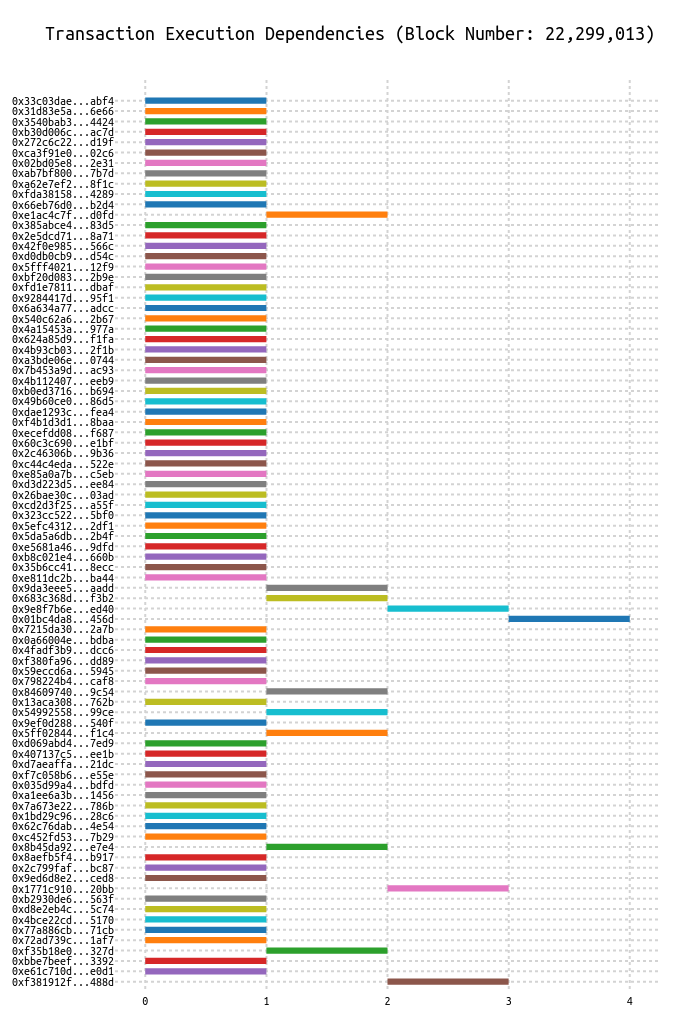 Transaction Execution Dependencies (Block Number: 22,299,013)
0x33c03dae...abf4
0x31d83e5a...6e66
0x3540bab3...4424
0xb30d006c...ac7d
0x272c6c22...d19f
0xca3f91e0...02c6
0x02bd05e8...2e31
0xab7bf800...7b7d
0xa62e7ef2...8f1c
0xfda38158...4289
0x66eb76d0...b2d4
0xe1ac4c7f...d0fd
0x385abce4...83d5
0x2e5dcd71...8a71
0x42f0e985...566c
0xd0db0cb9...d54c
0x5fff4021...12f9
0xbf20d083...2b9e
0xfd1e7811...dbaf
0x9284417d...95f1
0x6a634a77...adcc
0x540c62a6...2b67
0x4a15453a...977a
0x624a85d9...f1fa
0x4b93cb03...2f1b
0xa3bde06e...0744
0x7b453a9d...ac93
0x4b112407...eeb9
0xb0ed3716...b694
0x49b60ce0...86d5
0xdae1293c...fea4
0xf4b1d3d1...8baa
0xecefdd08...f687
0x60c3c690...e1bf
0x2c46306b...9b36
0xc44c4eda...522e
0xe85a0a7b...c5eb
0xd3d223d5...ee84
0x26bae30c...03ad
0xcd2d3f25...a55f
0x323cc522...5bf0
0x5efc4312...2df1
0x5da5a6db...2b4f
0xe5681a46...9dfd
0xb8c021e4...660b
0x35b6cc41...8ecc
0xe811dc2b...ba44
0x9da3eee5...aadd
0x683c368d...f3b2
0x9e8f7b6e...ed40
0x01bc4da8...456d
0x7215da30...2a7b
0x0a66004e...bdba
0x4fadf3b9...dcc6
0xf380fa96...dd89
0x59eccd6a...5945
0x798224b4...caf8
0x84609740...9c54
0x13aca308...762b
0x54992558...99ce
0x9ef0d288...540f
0x5ff02844...f1c4
0xd069abd4...7ed9
0x407137c5...ee1b
0xd7aeaffa...21dc
0xf7c058b6...e55e
0x035d99a4...bdfd
0xa1ee6a3b...1456
0x7a673e22...786b
0x1bd29c96...28c6
0x62c76dab...4e54
0xc452fd53...7b29
0x8b45da92...e7e4
0x8aefb5f4...b917
0x2c799faf...bc87
0x9ed6d8e2...ced8
0x1771c910...20bb
0xb2930de6...563f
0xd8e2eb4c...5c74
0x4bce22cd...5170
0x77a886cb...71cb
0x72ad739c...1af7
0xf35b18e0...327d
0xbbe7beef...3392
0xe61c710d...e0d1
0xf381912f...488d
0 1 2 3 4